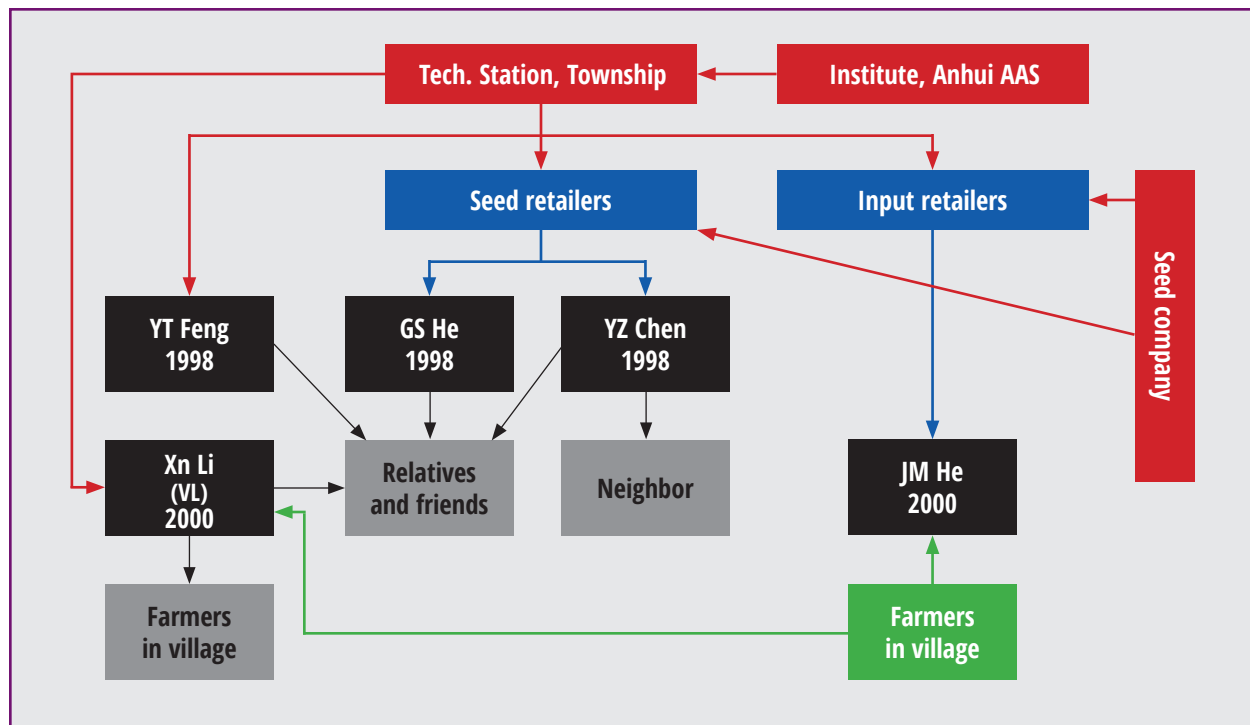 Tech. Station, Township
Institute, Anhui AAS
Seed retailers
Input retailers
Seed company
YT Feng
1998
GS He
1998
YZ Chen
1998
Xn Li
(VL)
2000
Relatives
and friends
Neighbor
JM He
2000
Farmers
in village
Farmers
in village